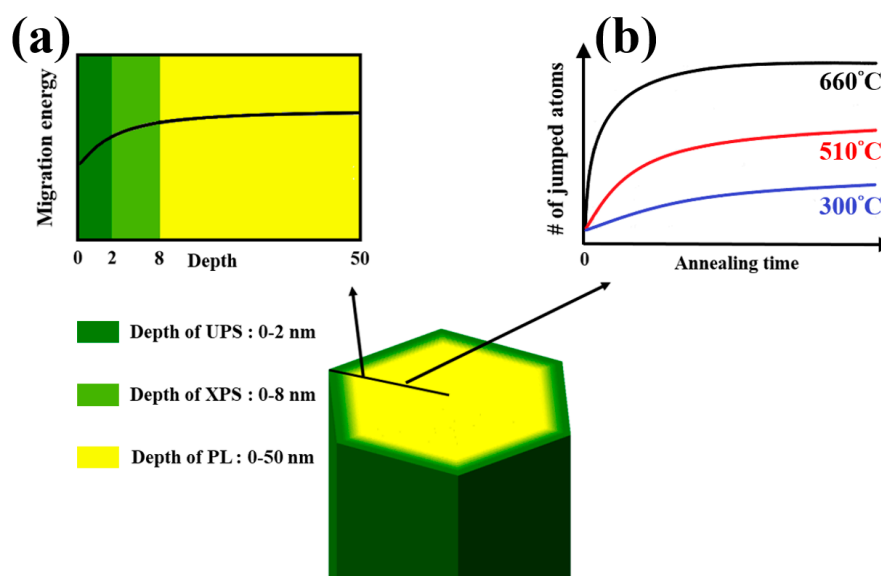 (a)
Migration energy
0 2 8 Depth 50
(b)
# of jumped atoms
660°C
510°C
300°C
0 Annealing time
Depth of UPS : 0-2 nm
Depth of XPS : 0-8 nm
Depth of PL : 0-50 nm